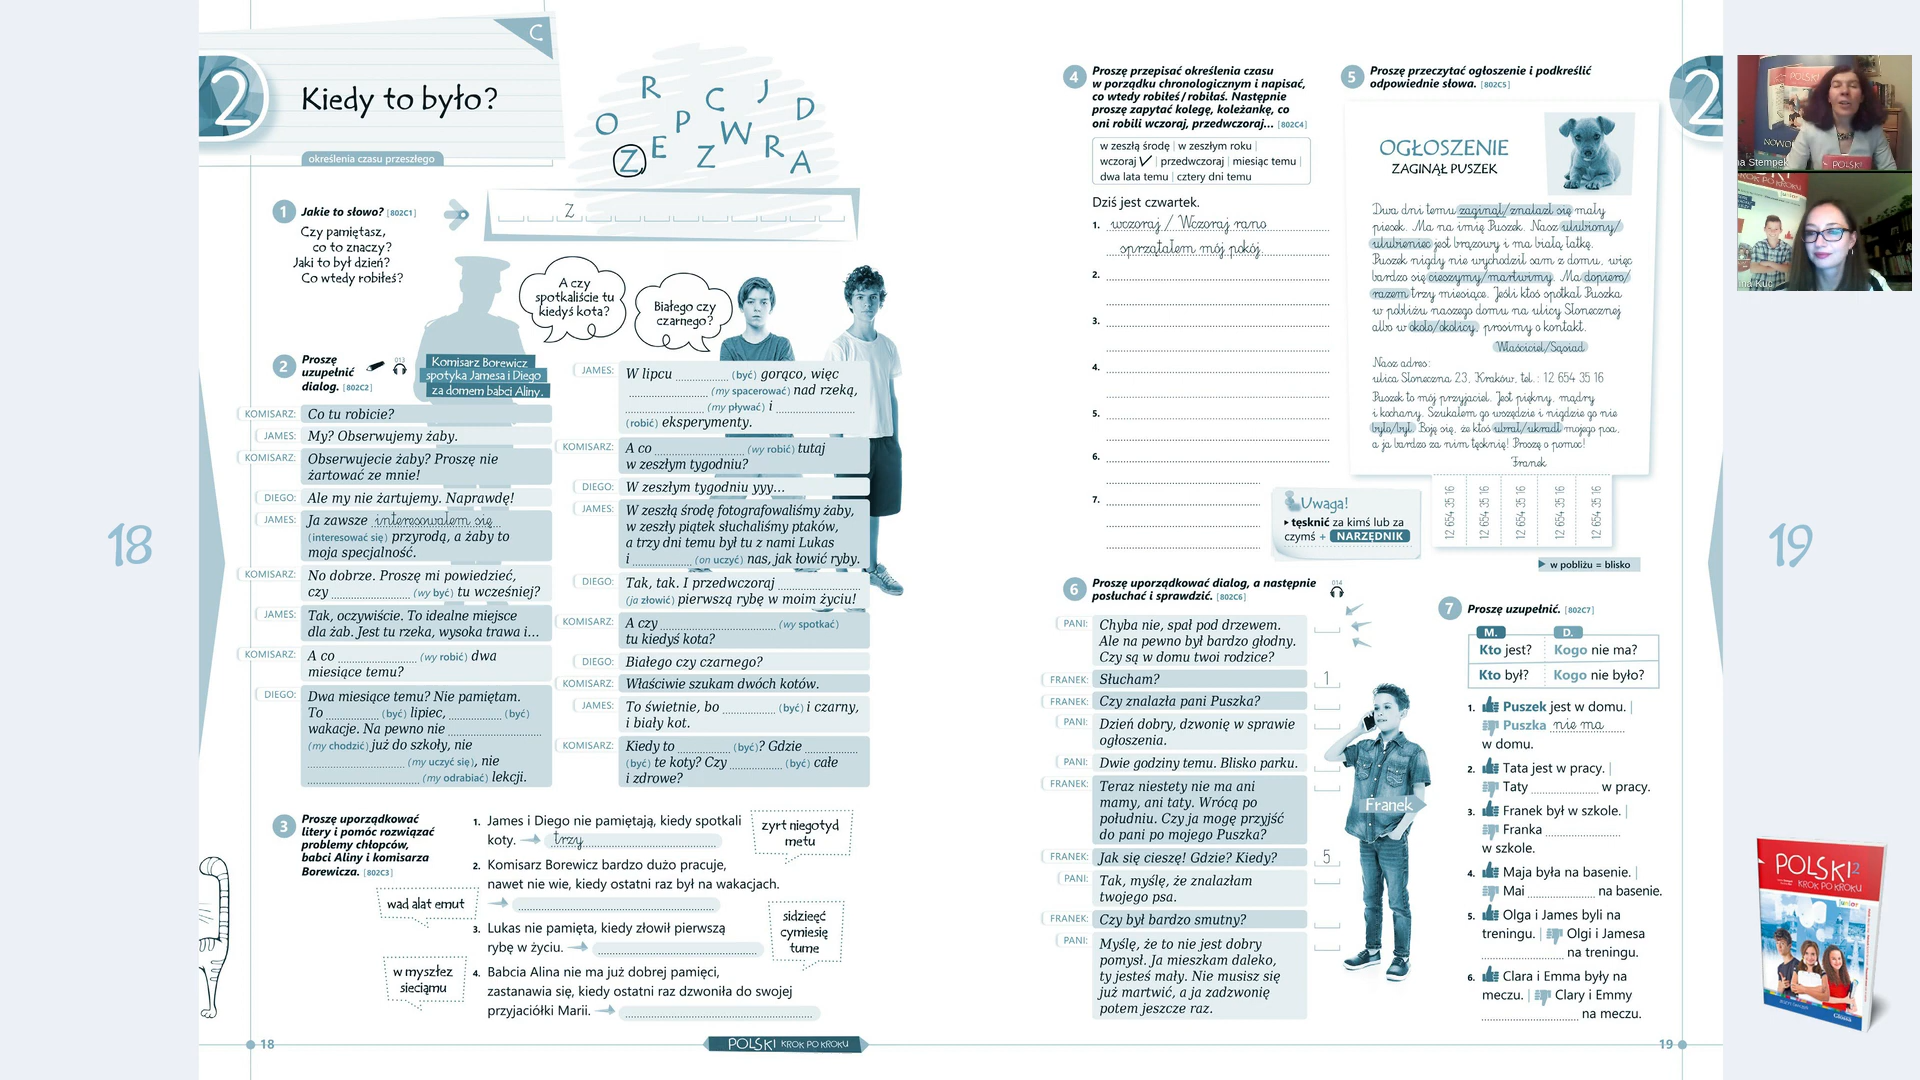 C
2
Kiedy to było?
określenia czasu przeszłego
R C J D
O P W
Z E Z R A
1 Jakie to słowo? [802C1]
Czy pamiętasz,
co to znaczy?
Jaki to był dzień?
Co wtedy robiłeś?
Z
A czy
spotkaliście tu
kiedyś kota?
Białego czy
czarnego?
2 Proszę
uzupełnić
dialog. [802C2]
013
Komisarz Borewicz
spotyka Jamesa i Diego
za domem babci Aliny.
KOMISARZ: Co tu robicie?
JAMES: My? Obserwujemy żaby.
KOMISARZ: Obserwujecie żaby? Proszę nie
żartować ze mnie!
DIEGO: Ale my nie żartujemy. Naprawdę!
JAMES: Ja zawsze interesowałem się
(interesować się) przyrodą, a żaby to
moja specjalność.
KOMISARZ: No dobrze. Proszę mi powiedzieć,
czy (wy być) tu wcześniej?
JAMES: Tak, oczywiście. To idealne miejsce
dla żab. Jest tu rzeka, wysoka trawa i...
KOMISARZ: A co (wy robić) dwa
miesiące temu?
DIEGO: Dwa miesiące temu? Nie pamiętam.
To (być) lipiec, (być)
wakacje. Na pewno nie
(my chodzić) już do szkoły, nie
(my uczyć się), nie
(my odrabiać) lekcji.
JAMES: W lipcu (być) gorąco, więc
(my spacerować) nad rzeką,
(my pływać) i
(robić) eksperymenty.
KOMISARZ: A co (wy robić) tutaj
w zeszłym tygodniu?
DIEGO: W zeszłym tygodniu yyy...
JAMES: W zeszłą środę fotografowaliśmy żaby,
w zeszły piątek słuchaliśmy ptaków,
a trzy dni temu był tu z nami Lukas
i (on uczyć) nas, jak łowić ryby.
DIEGO: Tak, tak. I przedwczoraj
(ja złowić) pierwszą rybę w moim życiu!
KOMISARZ: A czy (wy spotkać)
tu kiedyś kota?
DIEGO: Białego czy czarnego?
KOMISARZ: Właściwie szukam dwóch kotów.
JAMES: To świetnie, bo (być) i czarny,
i biały kot.
KOMISARZ: Kiedy to (być)? Gdzie
(być) te koty? Czy (być) całe
i zdrowe?
3 Proszę uporządkować
litery i pomóc rozwiązać
problemy chłopców,
babci Aliny i komisarza
Borewicza. [802C3]
1. James i Diego nie pamiętają, kiedy spotkali
koty. trzy
2. Komisarz Borewicz bardzo dużo pracuje,
nawet nie wie, kiedy ostatni raz był na wakacjach.
3. Lukas nie pamięta, kiedy złowił pierwszą
rybę w życiu.
4. Babcia Alina nie ma już dobrej pamięci,
zastanawia się, kiedy ostatni raz dzwoniła do swojej
przyjaciółki Marii.
zyrt niegotyd
metu
wad alat emut
sidzieęć
cymiesię
tume
w myszłez
sieciąmu
18
18
POLSKI KROK PO KROKU
4 Proszę przepisać określenia czasu
w porządku chronologicznym i napisać,
co wtedy robiłeś / robiłaś. Następnie
proszę zapytać kolegę, koleżankę, co
oni robili wczoraj, przedwczoraj... [802C4]
w zeszłą środę | w zeszłym roku |
wczoraj ✓ | przedwczoraj | miesiąc temu |
dwa lata temu | cztery dni temu
Dziś jest czwartek.
1. wczoraj / Wczoraj rano
sprzątałem mój pokój.
2.
3.
4.
5.
6.
7.
Uwaga!
tęsknić za kimś lub za
czymś + NARZĘDNIK
5 Proszę przeczytać ogłoszenie i podkreślić
odpowiednie słowa. [802C5]
2
OGŁOSZENIE
ZAGINĄŁ PUSZEK
Dwa dni temu zaginął/znalazł się mały
piesek. Ma na imię Puszek. Nasz ulubiony/
ulubieniec jest brązowy i ma białą łatkę.
Puszek nigdy nie wychodził sam z domu, więc
bardzo się cieszymy/martwimy. Ma dopiero/
razem trzy miesiące. Jeśli ktoś spotkał Puszka
w pobliżu naszego domu na ulicy Słonecznej
albo w około/okolicy, prosimy o kontakt.
Właściciel/Sąsiad
Nasz adres:
ulica Słoneczna 23, Kraków, tel.: 12 654 35 16
Puszek to mój przyjaciel. Jest piękny, mądry
i kochany. Szukałem go wszędzie i nigdzie go nie
było/był. Boję się, że ktoś ubrał/ukradł mojego psa,
a ja bardzo za nim tęsknię! Proszę o pomoc!
Franek
12 654 35 16
12 654 35 16
12 654 35 16
12 654 35 16
12 654 35 16
w pobliżu = blisko
6 Proszę uporządkować dialog, a następnie
posłuchać i sprawdzić. [802C6]
014
PANI: Chyba nie, spał pod drzewem.
Ale na pewno był bardzo głodny.
Czy są w domu twoi rodzice?
FRANEK: Słucham? 1
FRANEK: Czy znalazła pani Puszka?
PANI: Dzień dobry, dzwonię w sprawie
ogłoszenia.
PANI: Dwie godziny temu. Blisko parku.
FRANEK: Teraz niestety nie ma ani
mamy, ani taty. Wrócą po
południu. Czy ja mogę przyjść
do pani po mojego Puszka?
FRANEK: Jak się cieszę! Gdzie? Kiedy? 5
PANI: Tak, myślę, że znalazłam
twojego psa.
FRANEK: Czy był bardzo smutny?
PANI: Myślę, że to nie jest dobry
pomysł. Ja mieszkam daleko,
ty jesteś mały. Nie musisz się
już martwić, a ja zadzwonię
potem jeszcze raz.
Franek
7 Proszę uzupełnić. [802C7]
M. D.
Kto jest? Kogo nie ma?
Kto był? Kogo nie było?
1. Puszek jest w domu. |
Puszka nie ma
w domu.
2. Tata jest w pracy. |
Taty w pracy.
3. Franek był w szkole. |
Franka
w szkole.
4. Maja była na basenie. |
Mai na basenie.
5. Olga i James byli na
treningu. | Olgi i Jamesa
na treningu.
6. Clara i Emma były na
meczu. | Clary i Emmy
na meczu.
19
19
POLSKI
NOWO
na Stempek
POLSKI
KROK PO KROKU
ina Kuc
POLSKI 2
KROK PO KROKU
junior